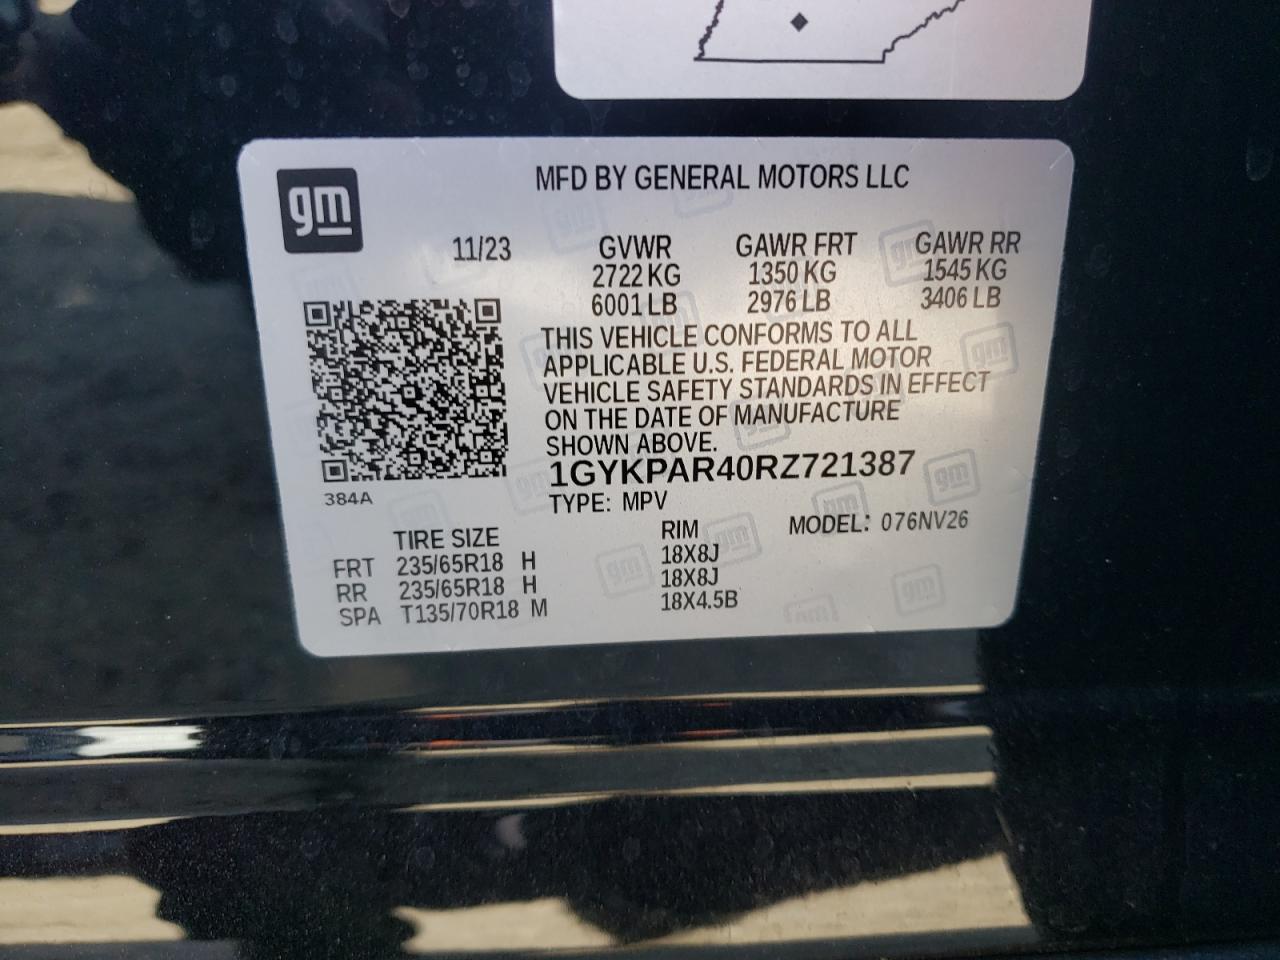 gm
MFD BY GENERAL MOTORS LLC
11/23 GVWR GAWR FRT GAWR RR
2722 KG 1350 KG 1545 KG
6001 LB 2976 LB 3406 LB
THIS VEHICLE CONFORMS TO ALL
APPLICABLE U.S. FEDERAL MOTOR
VEHICLE SAFETY STANDARDS IN EFFECT
ON THE DATE OF MANUFACTURE
SHOWN ABOVE.
1GYKPAR40RZ721387
384A
TYPE: MPV
TIRE SIZE RIM MODEL: 076NV26
FRT 235/65R18 H 18X8J
RR 235/65R18 H 18X8J
SPA T135/70R18 M 18X4.5B